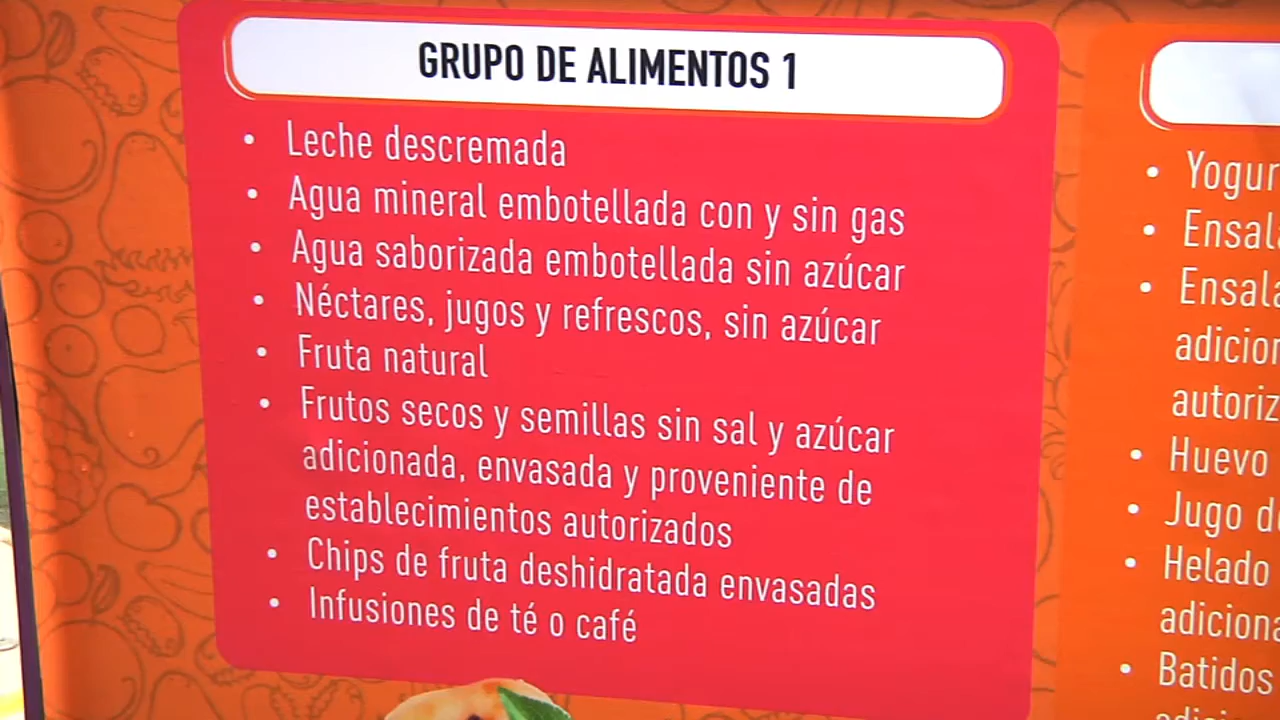 GRUPO DE ALIMENTOS 1
• Leche descremada
• Agua mineral embotellada con y sin gas
• Agua saborizada embotellada sin azúcar
• Néctares, jugos y refrescos, sin azúcar
• Fruta natural
• Frutos secos y semillas sin sal y azúcar
adicionada, envasada y proveniente de
establecimientos autorizados
• Chips de fruta deshidratada envasadas
• Infusiones de té o café
• Yogur
• Ensal
• Ensala
adicion
autoriz
• Huevo
• Jugo d
• Helado
adiciona
• Batidos